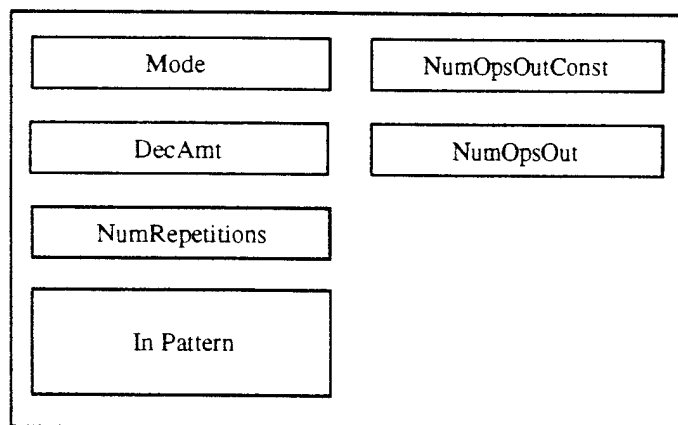 Mode
NumOpsOutConst
DecAmt
NumOpsOut
NumRepetitions
In Pattern